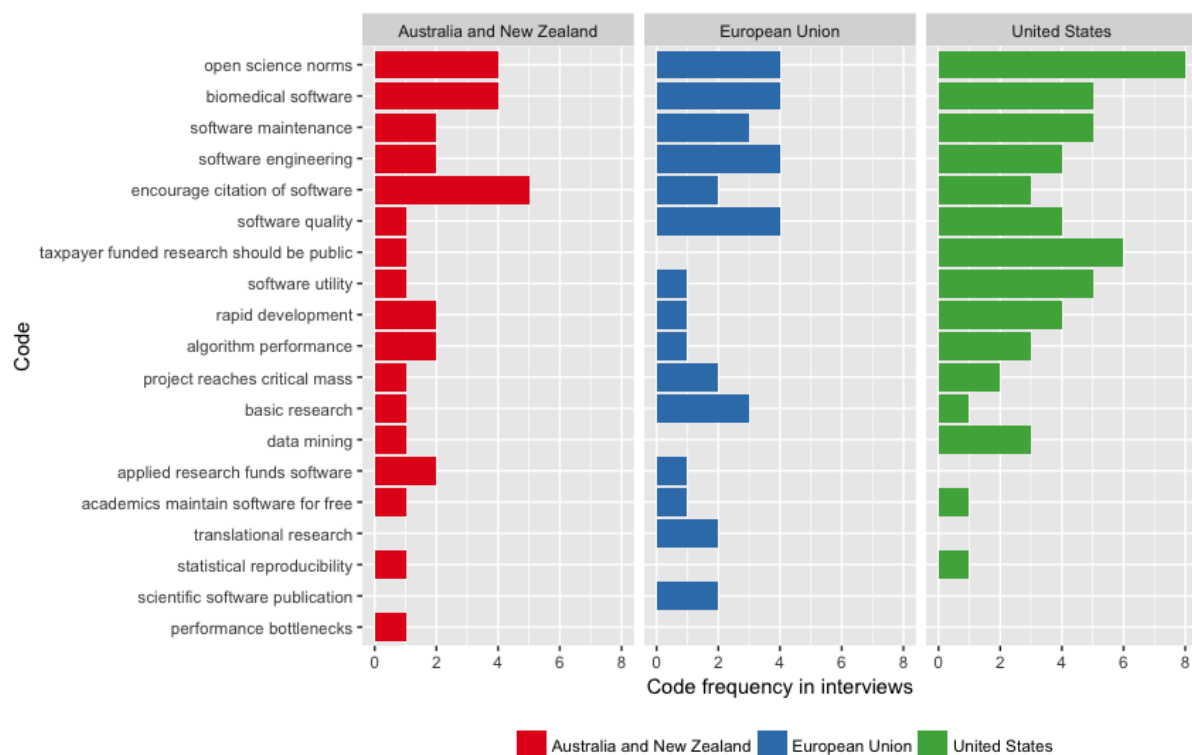 Australia and New Zealand
European Union
United States
open science norms
biomedical software
software maintenance
software engineering
encourage citation of software
software quality
taxpayer funded research should be public
software utility
rapid development
algorithm performance
project reaches critical mass
basic research
data mining
applied research funds software
academics maintain software for free
translational research
statistical reproducibility
scientific software publication
performance bottlenecks
Code
0 2 4 6 8
0 2 4 6 8
0 2 4 6 8
Code frequency in interviews
Australia and New Zealand European Union United States